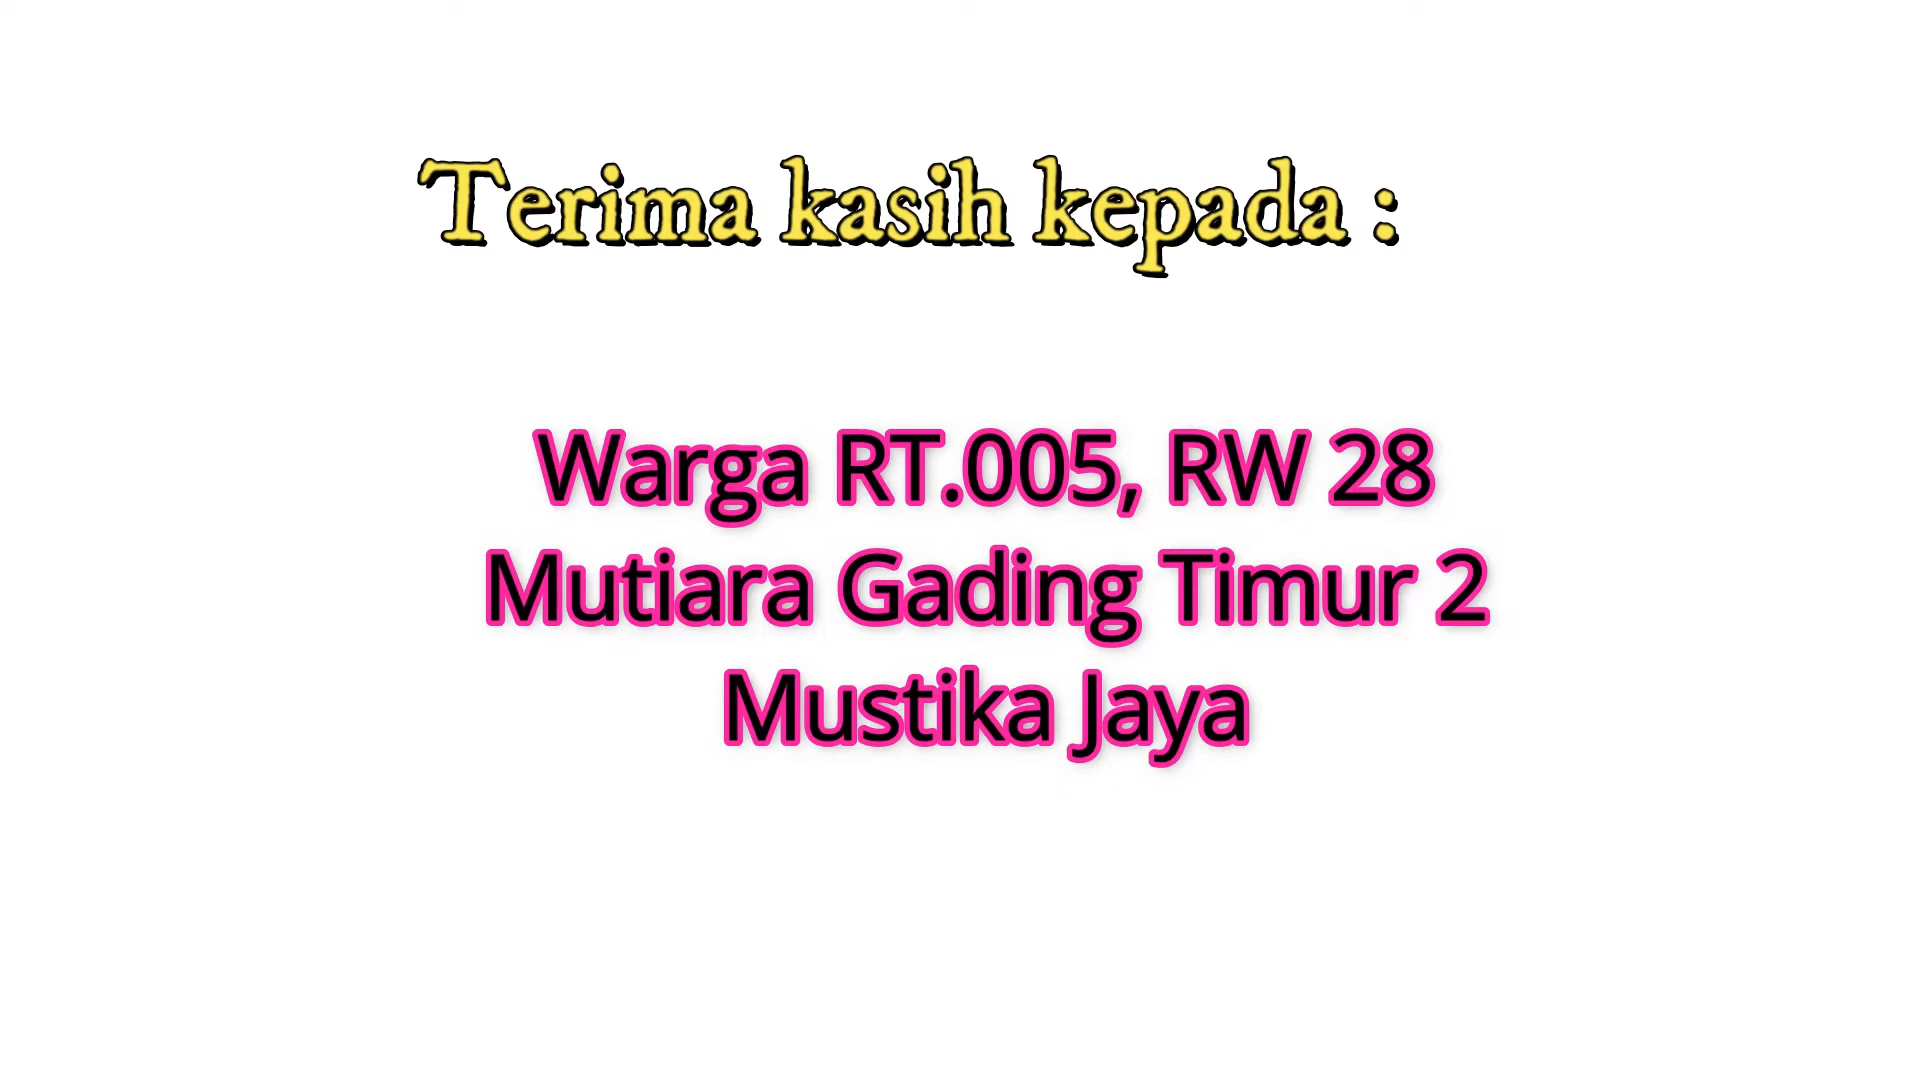 Terima kasih kepada :
Warga RT.005, RW 28
Mutiara Gading Timur 2
Mustika Jaya